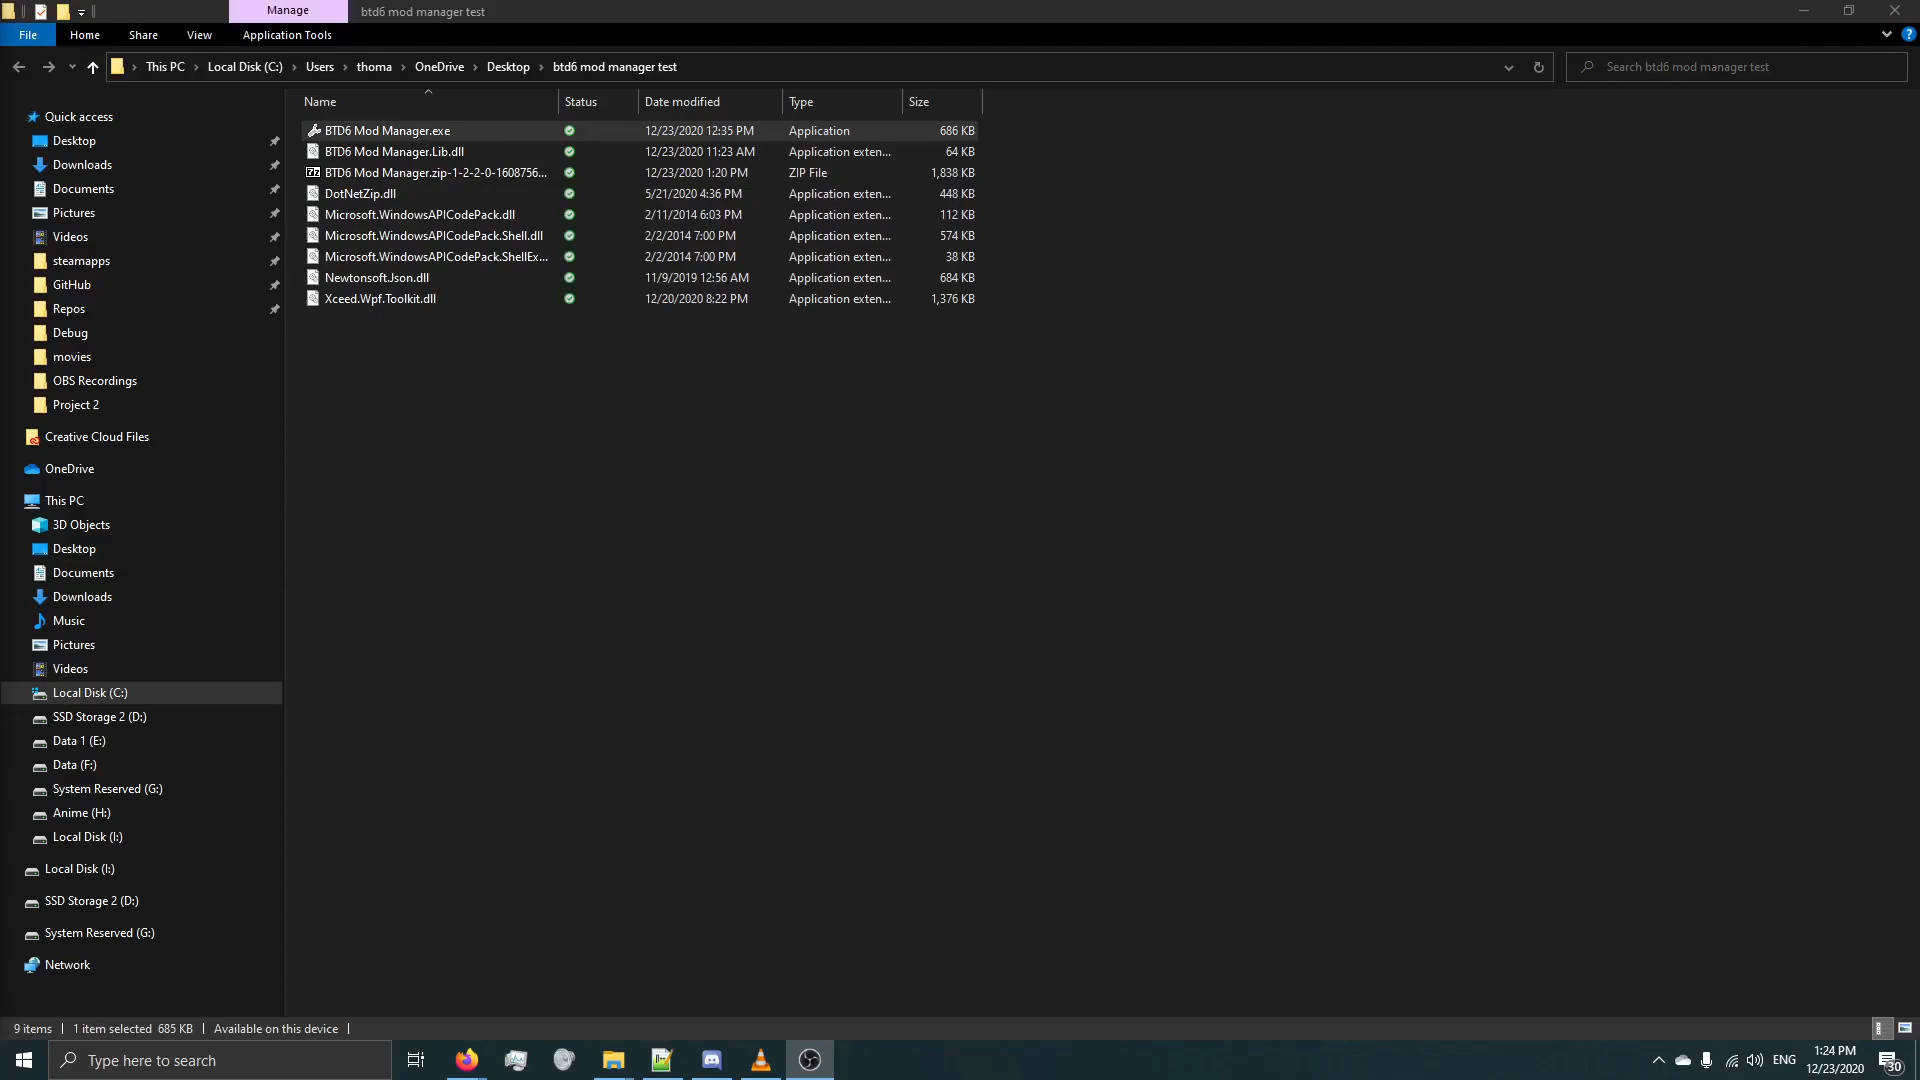 Manage
btd6 mod manager test
File
Home
Share
View
Application Tools
This PC
Local Disk (C:)
Users
thoma
OneDrive
Desktop
btd6 mod manager test
Search btd6 mod manager test
Name
Status
Date modified
Type
Size
BTD6 Mod Manager.exe 12/23/2020 12:35 PM Application 686 KB
BTD6 Mod Manager.Lib.dll 12/23/2020 11:23 AM Application exten... 64 KB
BTD6 Mod Manager.zip-1-2-2-0-1608756... 12/23/2020 1:20 PM ZIP File 1,838 KB
DotNetZip.dll 5/21/2020 4:36 PM Application exten... 448 KB
Microsoft.WindowsAPICodePack.dll 2/11/2014 6:03 PM Application exten... 112 KB
Microsoft.WindowsAPICodePack.Shell.dll 2/2/2014 7:00 PM Application exten... 574 KB
Microsoft.WindowsAPICodePack.ShellEx... 2/2/2014 7:00 PM Application exten... 38 KB
Newtonsoft.Json.dll 11/9/2019 12:56 AM Application exten... 684 KB
Xceed.Wpf.Toolkit.dll 12/20/2020 8:22 PM Application exten... 1,376 KB
Quick access
Desktop
Downloads
Documents
Pictures
Videos
steamapps
GitHub
Repos
Debug
movies
OBS Recordings
Project 2
Creative Cloud Files
OneDrive
This PC
3D Objects
Desktop
Documents
Downloads
Music
Pictures
Videos
Local Disk (C:)
SSD Storage 2 (D:)
Data 1 (E:)
Data (F:)
System Reserved (G:)
Anime (H:)
Local Disk (I:)
Local Disk (I:)
SSD Storage 2 (D:)
System Reserved (G:)
Network
9 items
1 item selected 685 KB
Available on this device
Type here to search
ENG
1:24 PM
12/23/2020
30